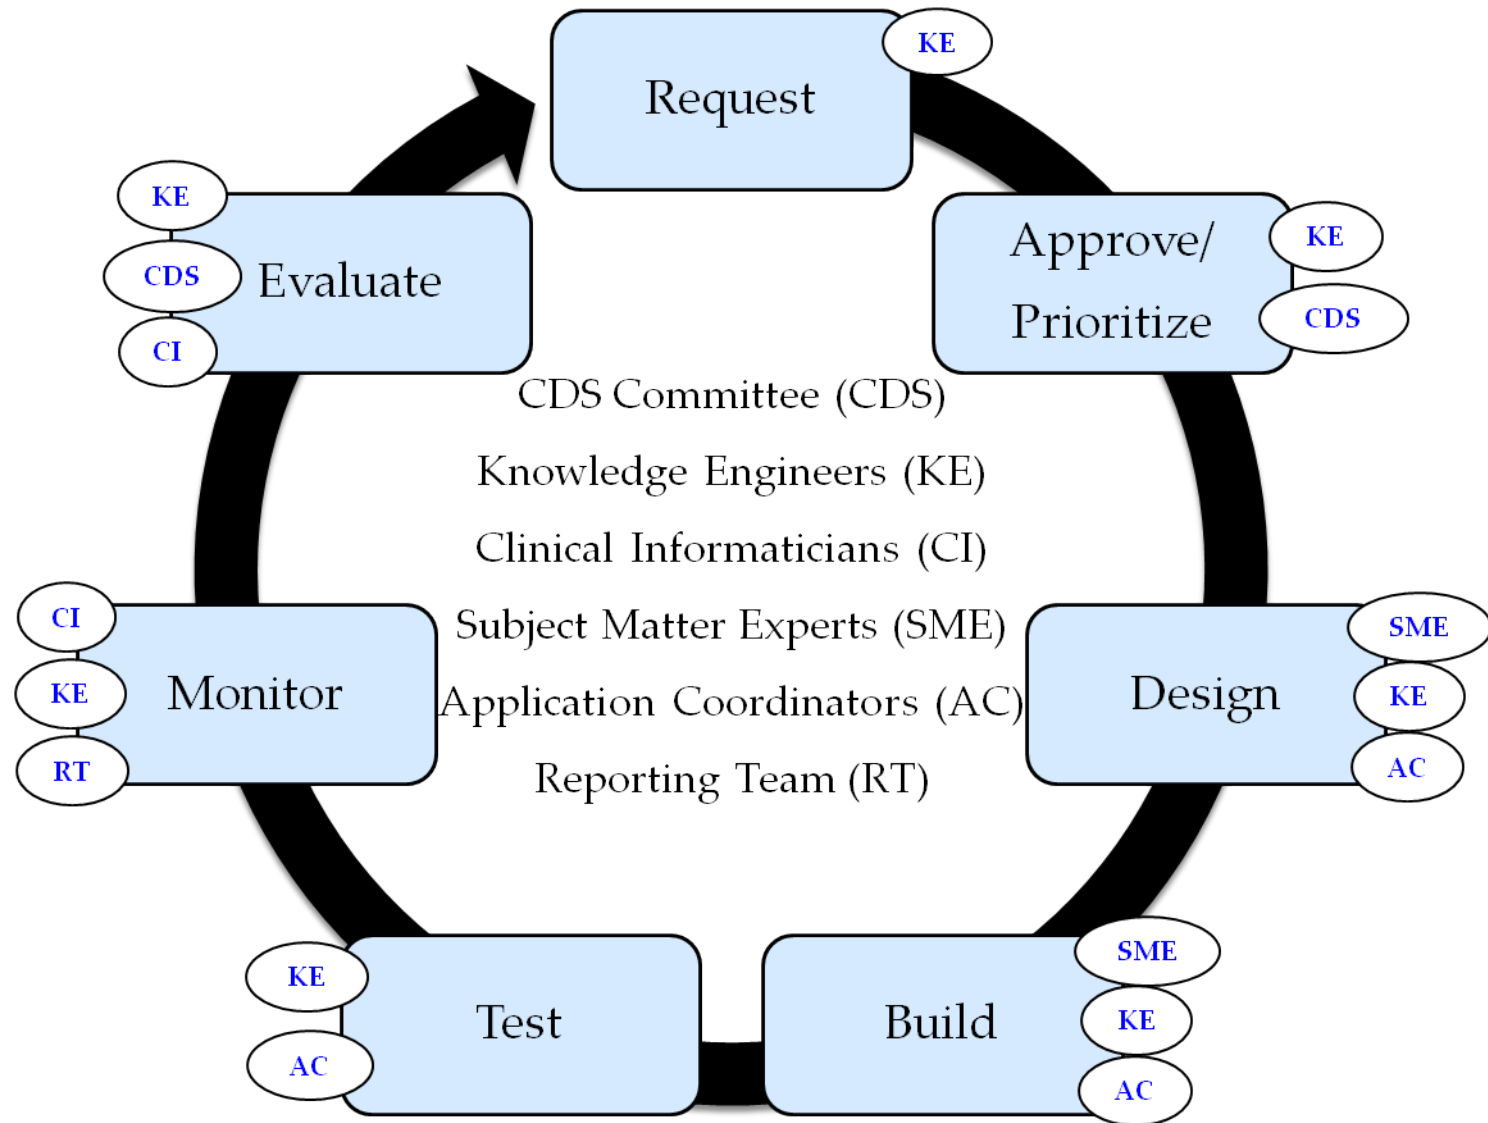 Request
KE
Approve/
Prioritize
KE
CDS
Design
SME
KE
AC
Build
SME
KE
AC
Test
KE
AC
Monitor
CI
KE
RT
Evaluate
KE
CDS
CI
CDS Committee (CDS)
Knowledge Engineers (KE)
Clinical Informaticians (CI)
Subject Matter Experts (SME)
Application Coordinators (AC)
Reporting Team (RT)